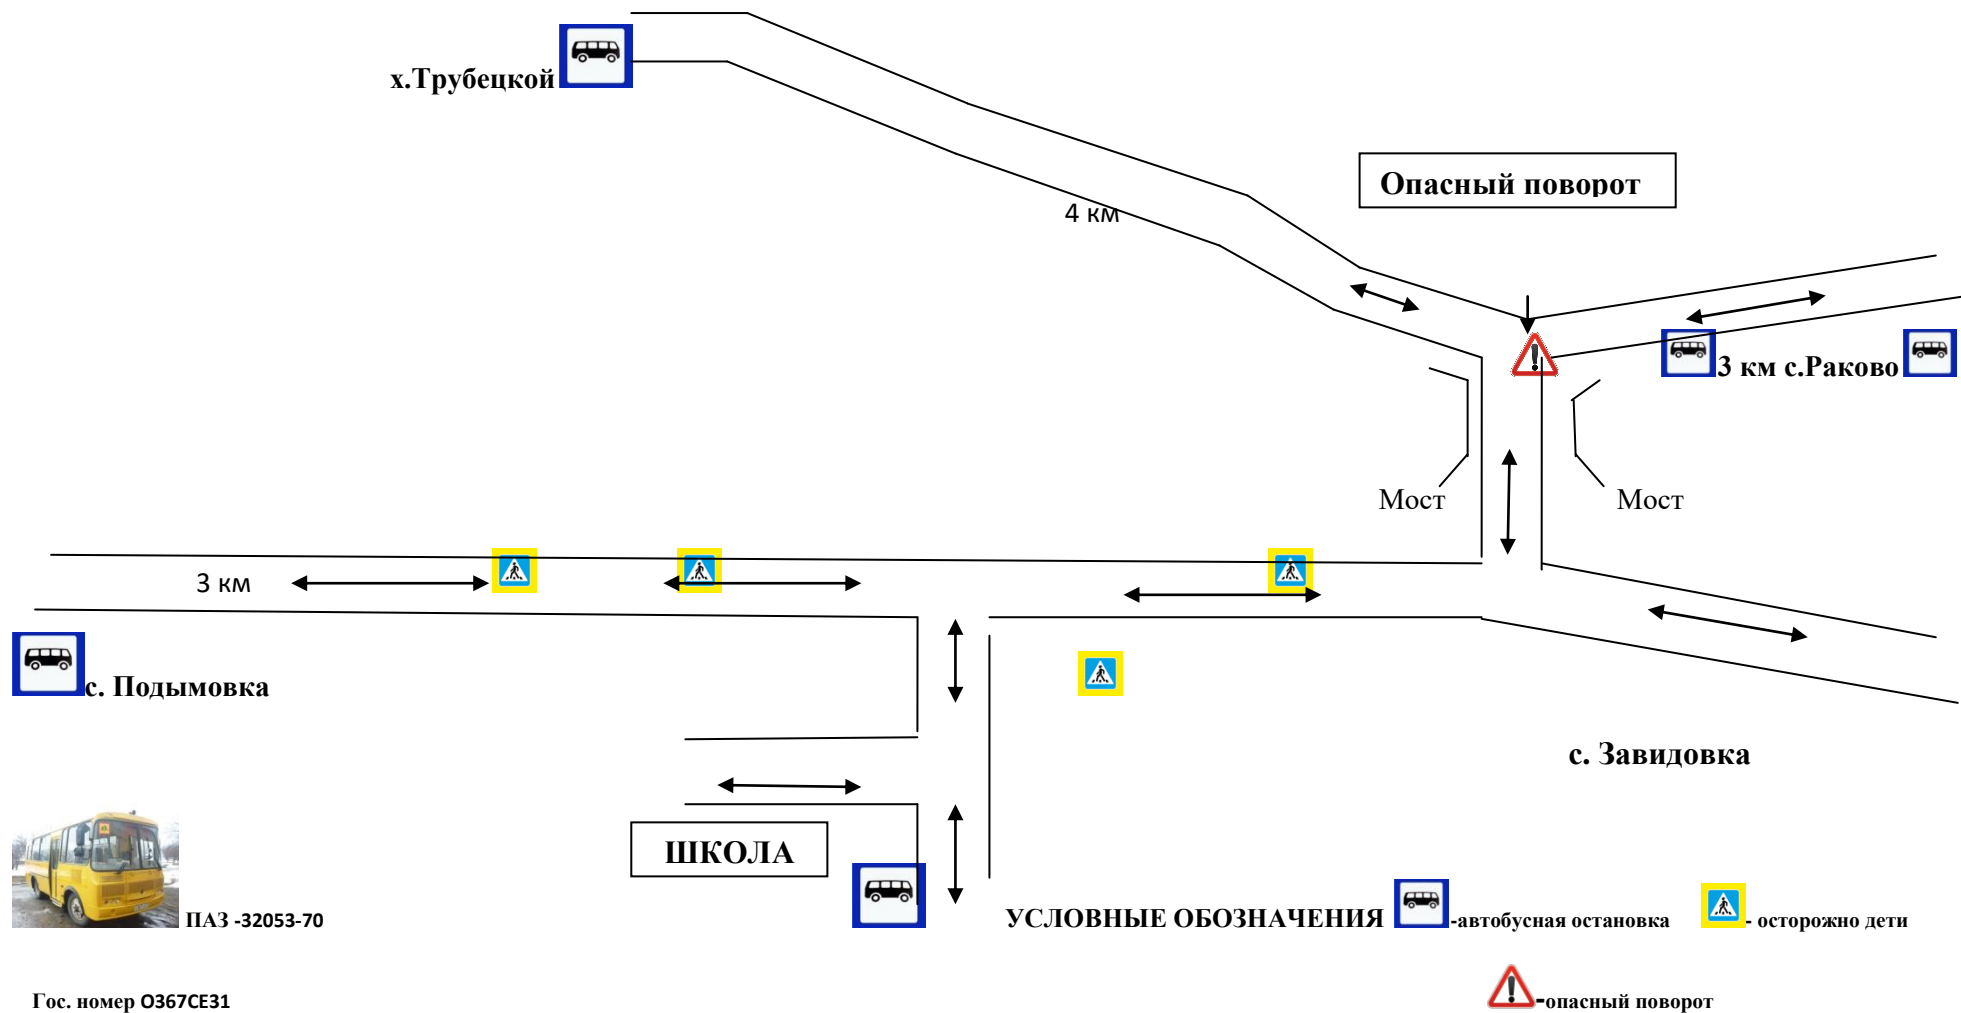 х.Трубецкой
Опасный поворот
4 км
3 км с.Раково
Мост
Мост
3 км
с. Подымовка
с. Завидовка
ШКОЛА
ПАЗ -32053-70
УСЛОВНЫЕ ОБОЗНАЧЕНИЯ -автобусная остановка - осторожно дети
Гос. номер О367СЕ31
-опасный поворот